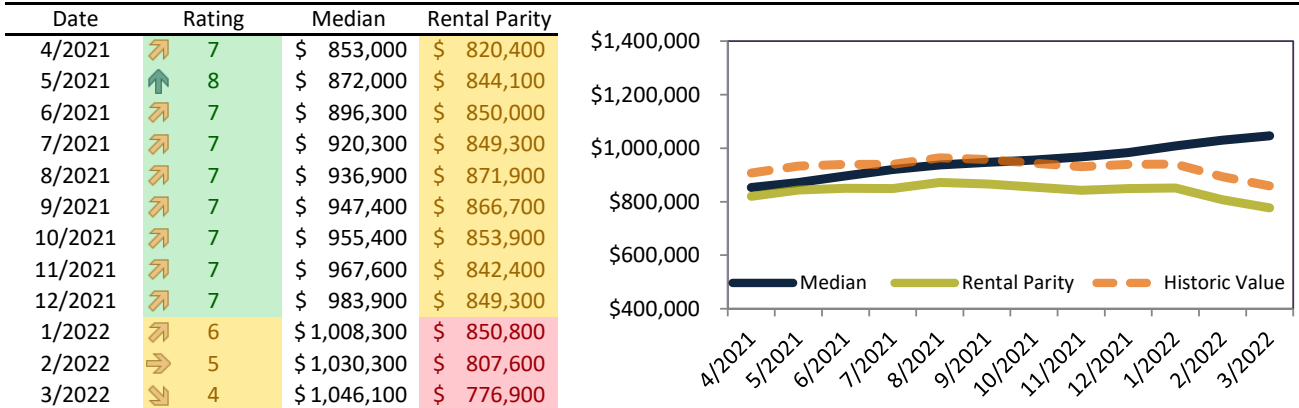 Date Rating Median Rental Parity
4/2021 7 $ 853,000 $ 820,400
5/2021 8 $ 872,000 $ 844,100
6/2021 7 $ 896,300 $ 850,000
7/2021 7 $ 920,300 $ 849,300
8/2021 7 $ 936,900 $ 871,900
9/2021 7 $ 947,400 $ 866,700
10/2021 7 $ 955,400 $ 853,900
11/2021 7 $ 967,600 $ 842,400
12/2021 7 $ 983,900 $ 849,300
1/2022 6 $ 1,008,300 $ 850,800
2/2022 5 $ 1,030,300 $ 807,600
3/2022 4 $ 1,046,100 $ 776,900
$1,400,000
$1,200,000
$1,000,000
$800,000
$600,000
$400,000
Median Rental Parity Historic Value
4/2021 5/2021 6/2021 7/2021 8/2021 9/2021 10/2021 11/2021 12/2021 1/2022 2/2022 3/2022